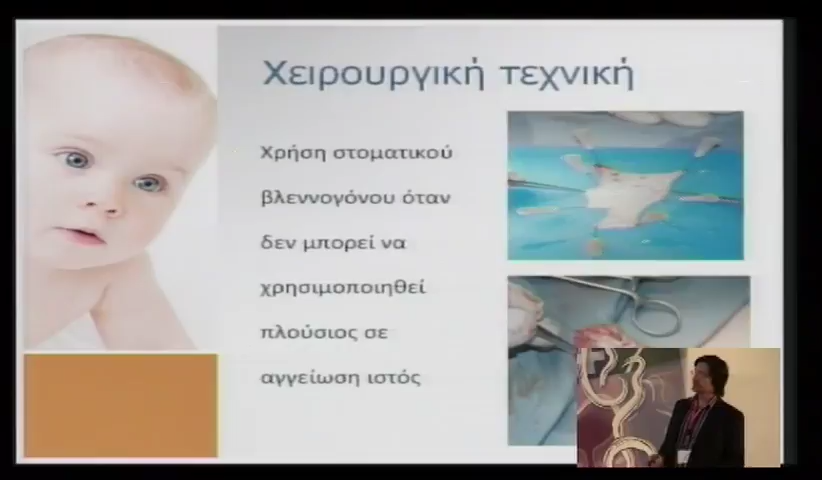 Χειρουργική τεχνική
Χρήση στοματικού
βλεννογόνου όταν
δεν μπορεί να
χρησιμοποιηθεί
πλούσιος σε
αγγείωση ιστός